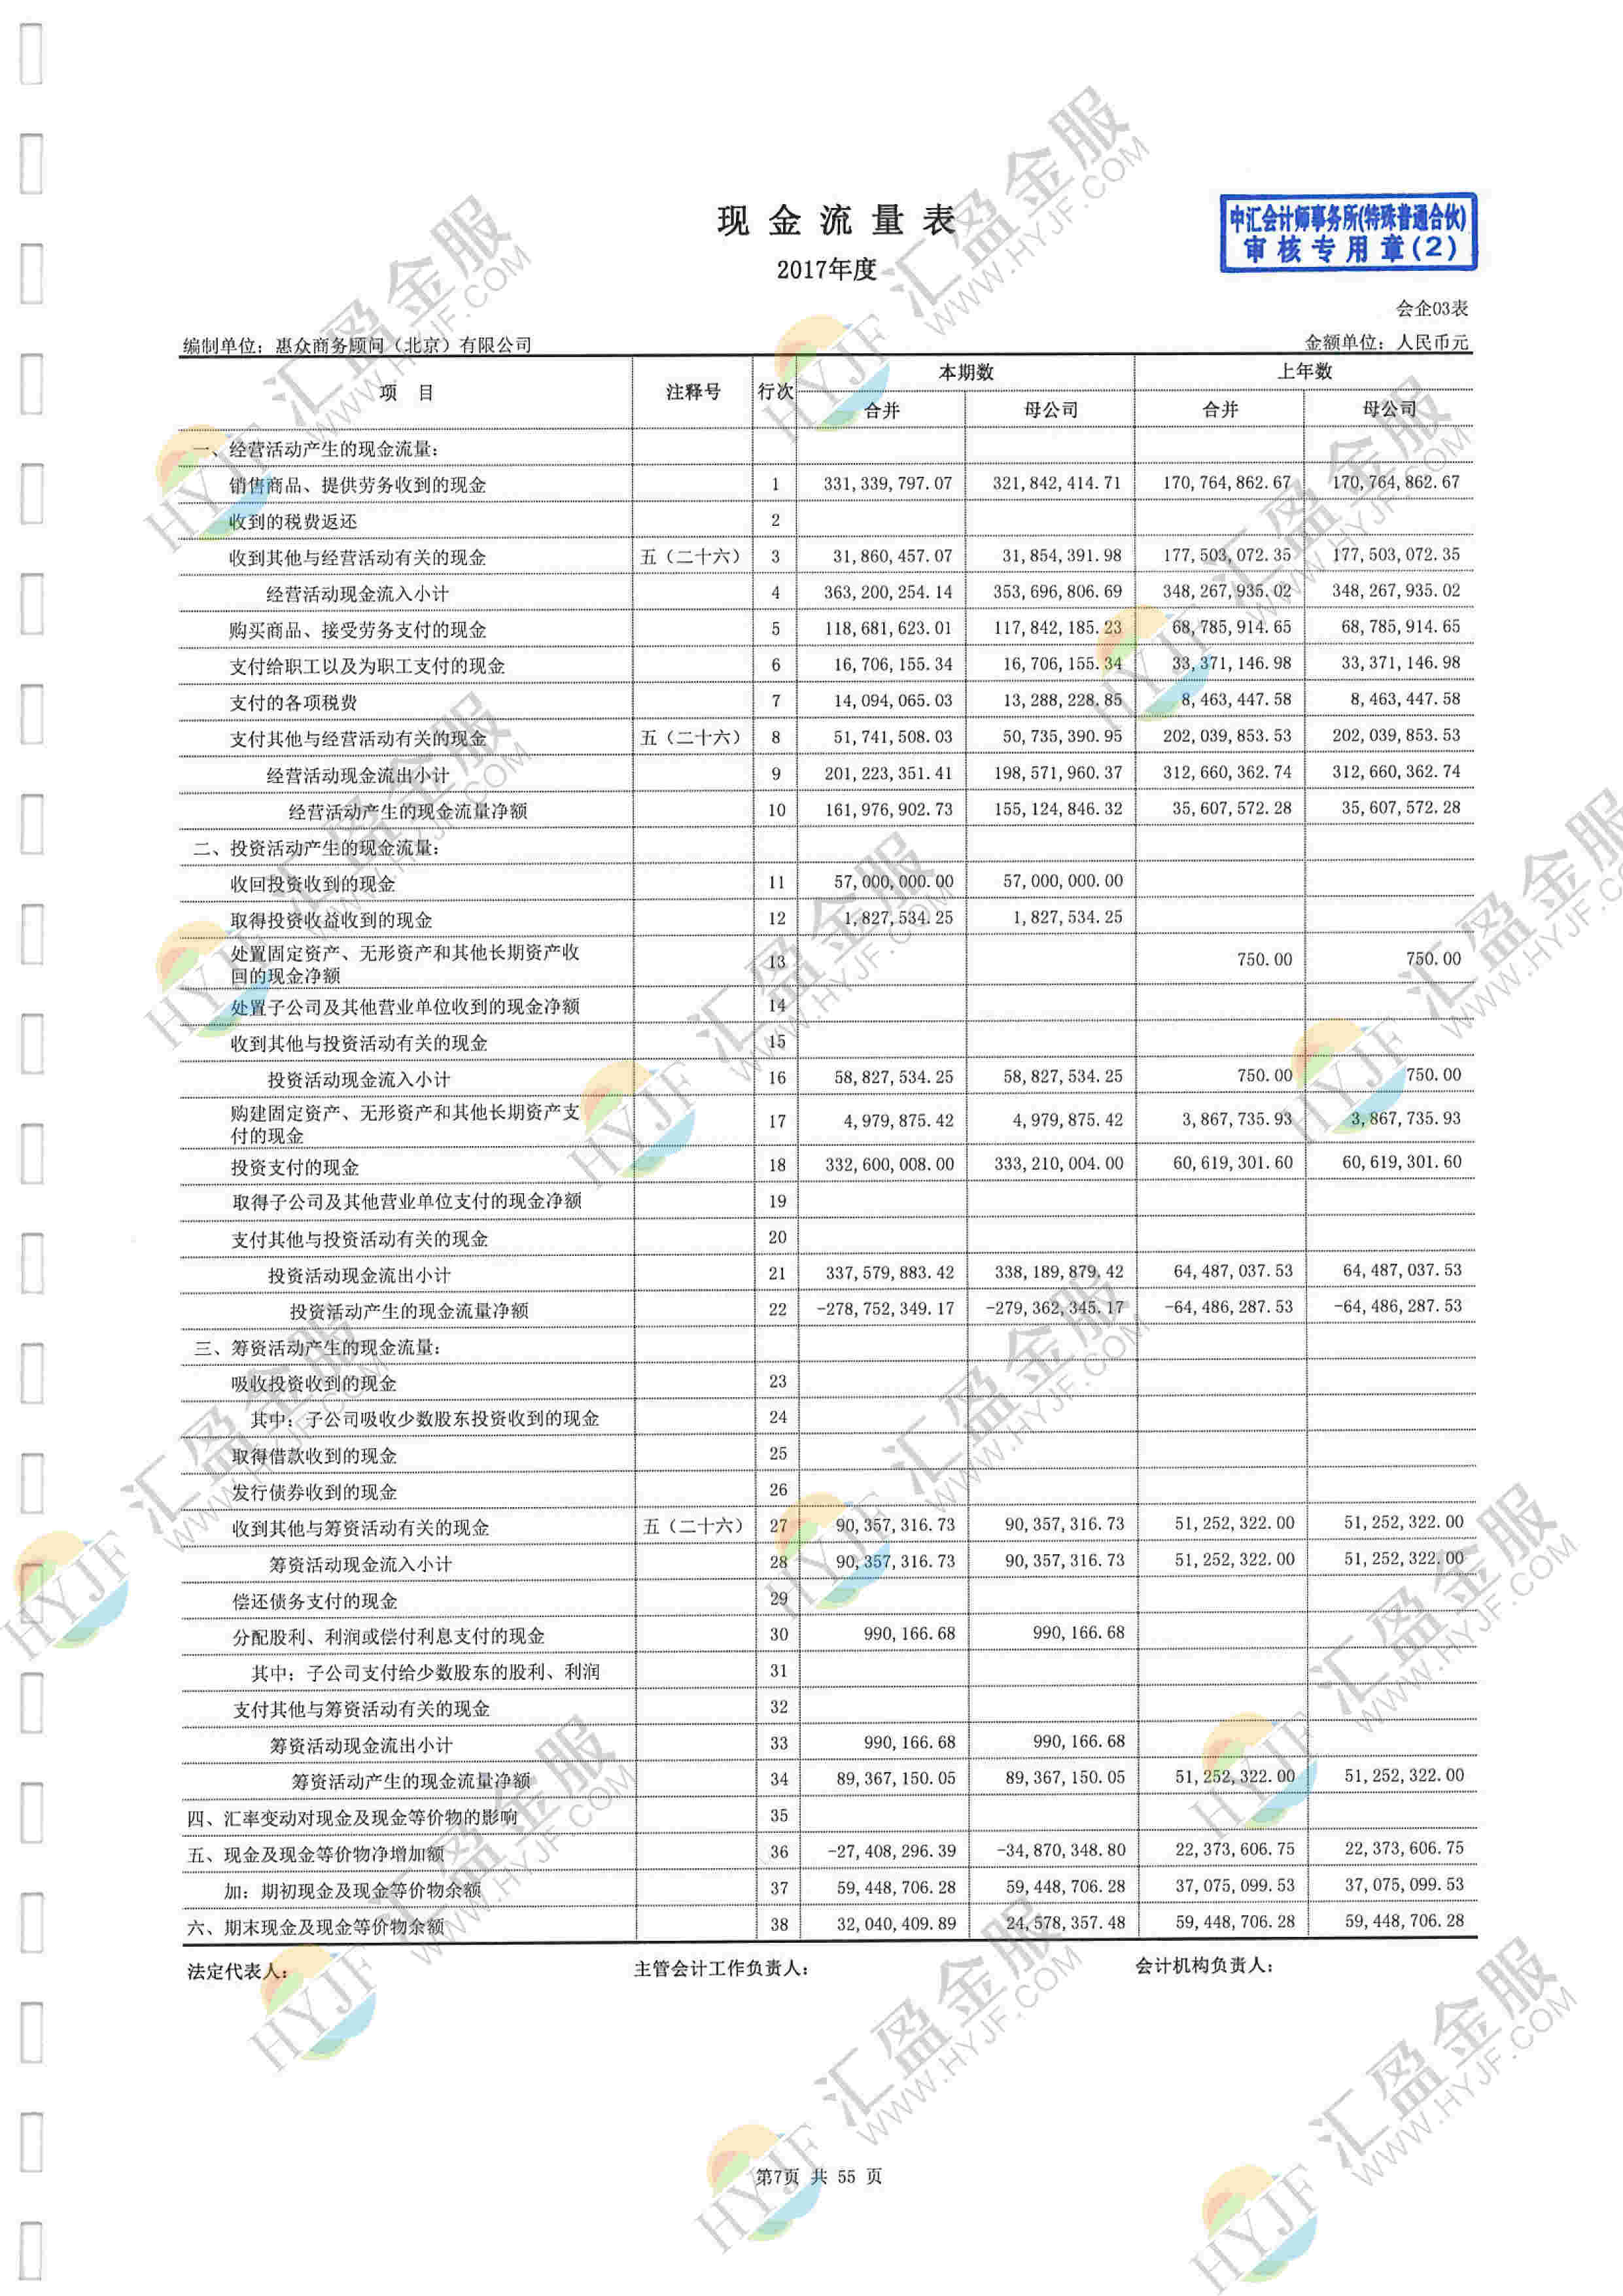 现金流量表
中汇会计师事务所(特殊普通合伙)
审核专用章(2)
2017年度
会企03表
编制单位：惠众商务顾问（北京）有限公司 金额单位：人民币元
项 目 注释号 行次 本期数 上年数
合并 母公司 合并 母公司
一、经营活动产生的现金流量：
销售商品、提供劳务收到的现金 1 331,339,797.07 321,842,414.71 170,764,862.67 170,764,862.67
收到的税费返还 2
收到其他与经营活动有关的现金 五（二十六） 3 31,860,457.07 31,854,391.98 177,503,072.35 177,503,072.35
经营活动现金流入小计 4 363,200,254.14 353,696,806.69 348,267,935.02 348,267,935.02
购买商品、接受劳务支付的现金 5 118,681,623.01 117,842,185.23 68,785,914.65 68,785,914.65
支付给职工以及为职工支付的现金 6 16,706,155.34 16,706,155.34 33,371,146.98 33,371,146.98
支付的各项税费 7 14,094,065.03 13,288,228.85 8,463,447.58 8,463,447.58
支付其他与经营活动有关的现金 五（二十六） 8 51,741,508.03 50,735,390.95 202,039,853.53 202,039,853.53
经营活动现金流出小计 9 201,223,351.41 198,571,960.37 312,660,362.74 312,660,362.74
经营活动产生的现金流量净额 10 161,976,902.73 155,124,846.32 35,607,572.28 35,607,572.28
二、投资活动产生的现金流量：
收回投资收到的现金 11 57,000,000.00 57,000,000.00
取得投资收益收到的现金 12 1,827,534.25 1,827,534.25
处置固定资产、无形资产和其他长期资产收
回的现金净额 13 750.00 750.00
处置子公司及其他营业单位收到的现金净额 14
收到其他与投资活动有关的现金 15
投资活动现金流入小计 16 58,827,534.25 58,827,534.25 750.00 750.00
购建固定资产、无形资产和其他长期资产支
付的现金 17 4,979,875.42 4,979,875.42 3,867,735.93 3,867,735.93
投资支付的现金 18 332,600,008.00 333,210,004.00 60,619,301.60 60,619,301.60
取得子公司及其他营业单位支付的现金净额 19
支付其他与投资活动有关的现金 20
投资活动现金流出小计 21 337,579,883.42 338,189,879.42 64,487,037.53 64,487,037.53
投资活动产生的现金流量净额 22 -278,752,349.17 -279,362,345.17 -64,486,287.53 -64,486,287.53
三、筹资活动产生的现金流量：
吸收投资收到的现金 23
其中：子公司吸收少数股东投资收到的现金 24
取得借款收到的现金 25
发行债券收到的现金 26
收到其他与筹资活动有关的现金 五（二十六） 27 90,357,316.73 90,357,316.73 51,252,322.00 51,252,322.00
筹资活动现金流入小计 28 90,357,316.73 90,357,316.73 51,252,322.00 51,252,322.00
偿还债务支付的现金 29
分配股利、利润或偿付利息支付的现金 30 990,166.68 990,166.68
其中：子公司支付给少数股东的股利、利润 31
支付其他与筹资活动有关的现金 32
筹资活动现金流出小计 33 990,166.68 990,166.68
筹资活动产生的现金流量净额 34 89,367,150.05 89,367,150.05 51,252,322.00 51,252,322.00
四、汇率变动对现金及现金等价物的影响 35
五、现金及现金等价物净增加额 36 -27,408,296.39 -34,870,348.80 22,373,606.75 22,373,606.75
加：期初现金及现金等价物余额 37 59,448,706.28 59,448,706.28 37,075,099.53 37,075,099.53
六、期末现金及现金等价物余额 38 32,040,409.89 24,578,357.48 59,448,706.28 59,448,706.28
法定代表人： 主管会计工作负责人： 会计机构负责人：
第7页 共 55 页
HYJF 汇盈金服
WWW.HYJF.COM